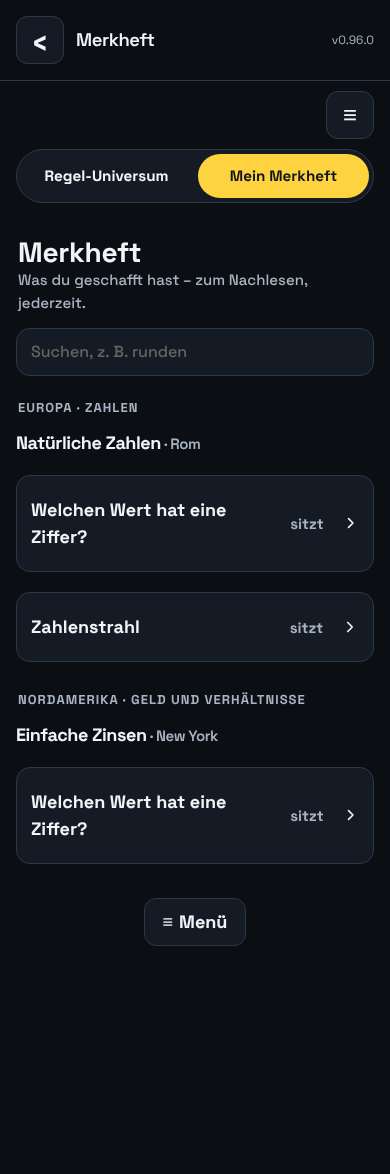 < Merkheft v0.96.0
≡
Regel-Universum Mein Merkheft
Merkheft
Was du geschafft hast – zum Nachlesen,
jederzeit.
Suchen, z. B. runden
EUROPA · ZAHLEN
Natürliche Zahlen · Rom
Welchen Wert hat eine
Ziffer?
sitzt >
Zahlenstrahl sitzt >
NORDAMERIKA · GELD UND VERHÄLTNISSE
Einfache Zinsen · New York
Welchen Wert hat eine
Ziffer?
sitzt >
≡ Menü